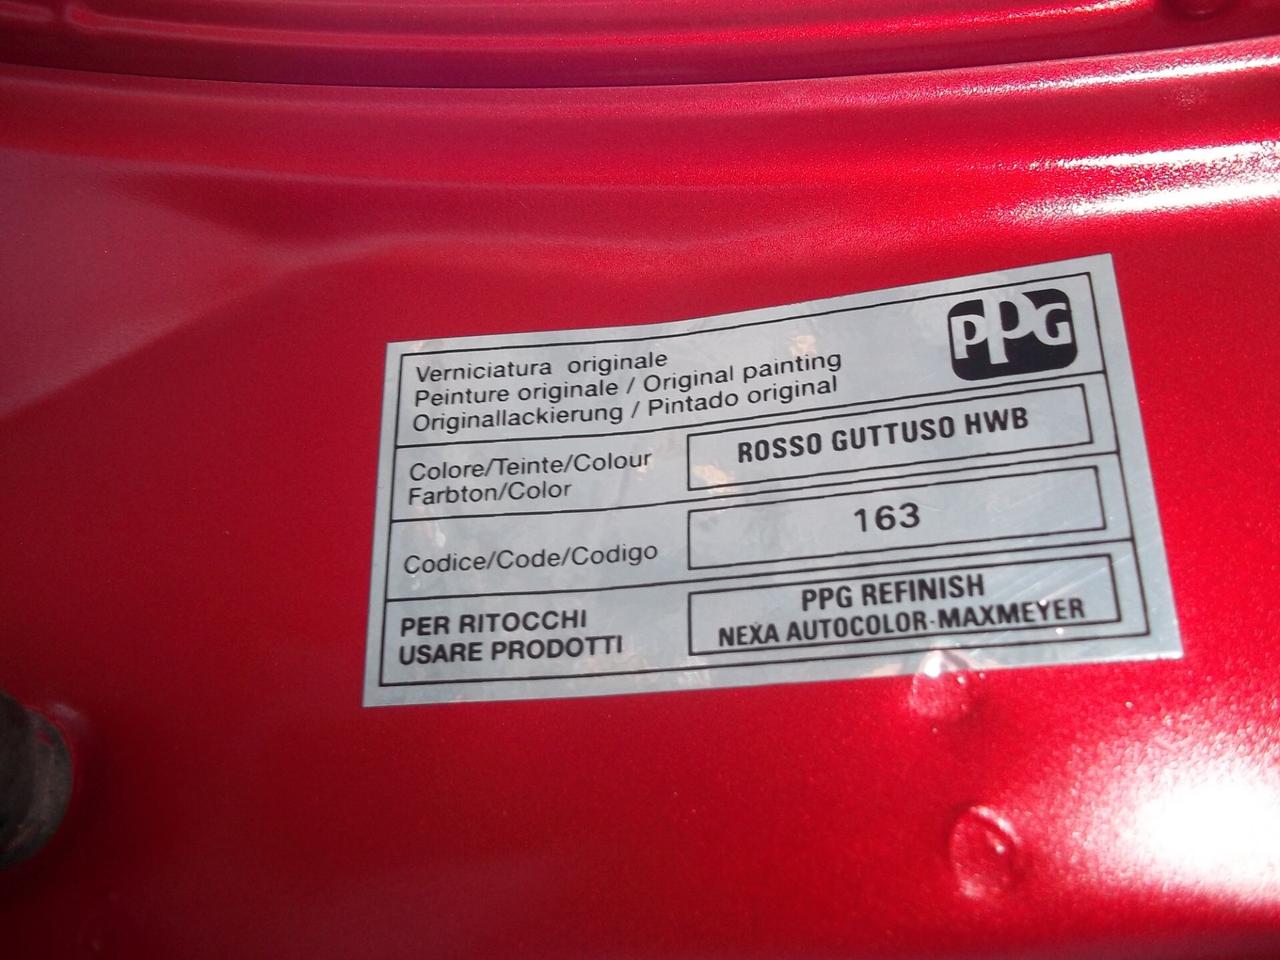 Verniciatura originale
PPG
Peinture originale / Original painting
Originallackierung / Pintado original
Colore/Teinte/Colour
Farbton/Color
ROSSO GUTTUSO HWB
Codice/Code/Codigo
163
PER RITOCCHI
USARE PRODOTTI
PPG REFINISH
NEXA AUTOCOLOR-MAXMEYER